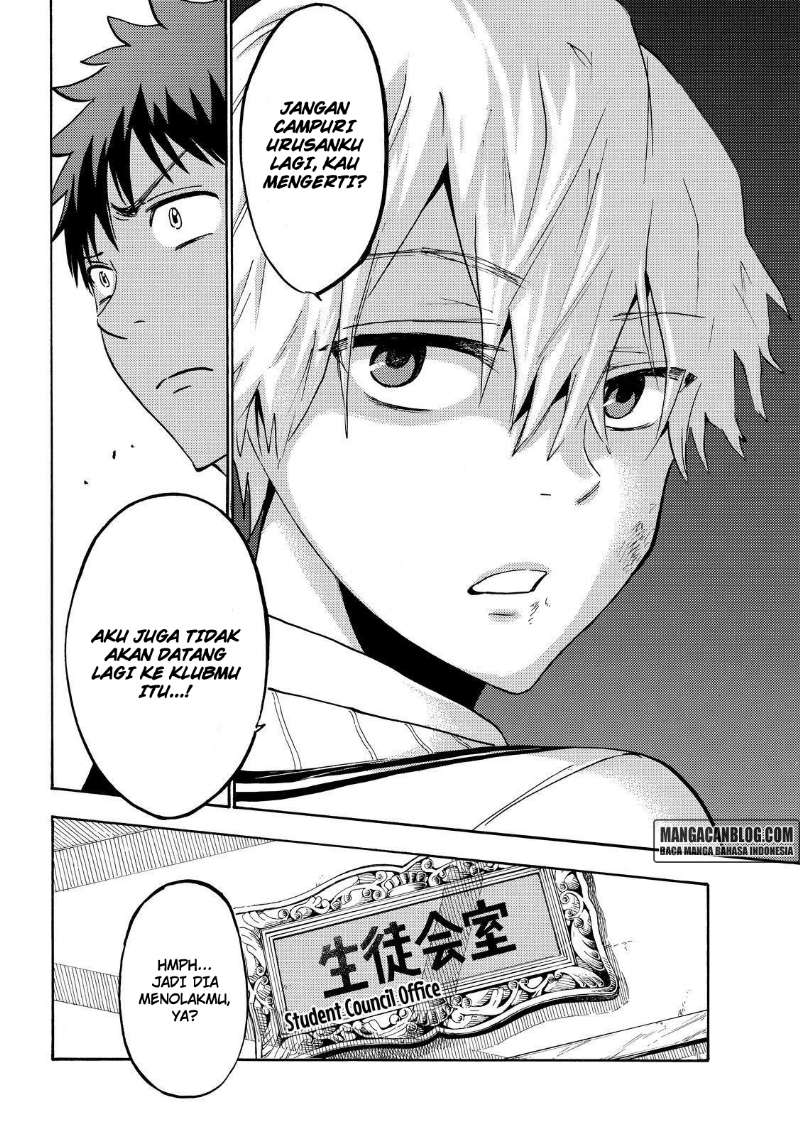 JANGAN
CAMPURI
URUSANKU
LAGI, KAU
MENGERTI?
AKU JUGA TIDAK
AKAN DATANG
LAGI KE KLUBMU
ITU...!
MANGACANBLOG.COM
BACA MANGA BAHASA INDONESIA
生徒会室
Student Council Office
HMPH...
JADI DIA
MENOLAKMU,
YA?